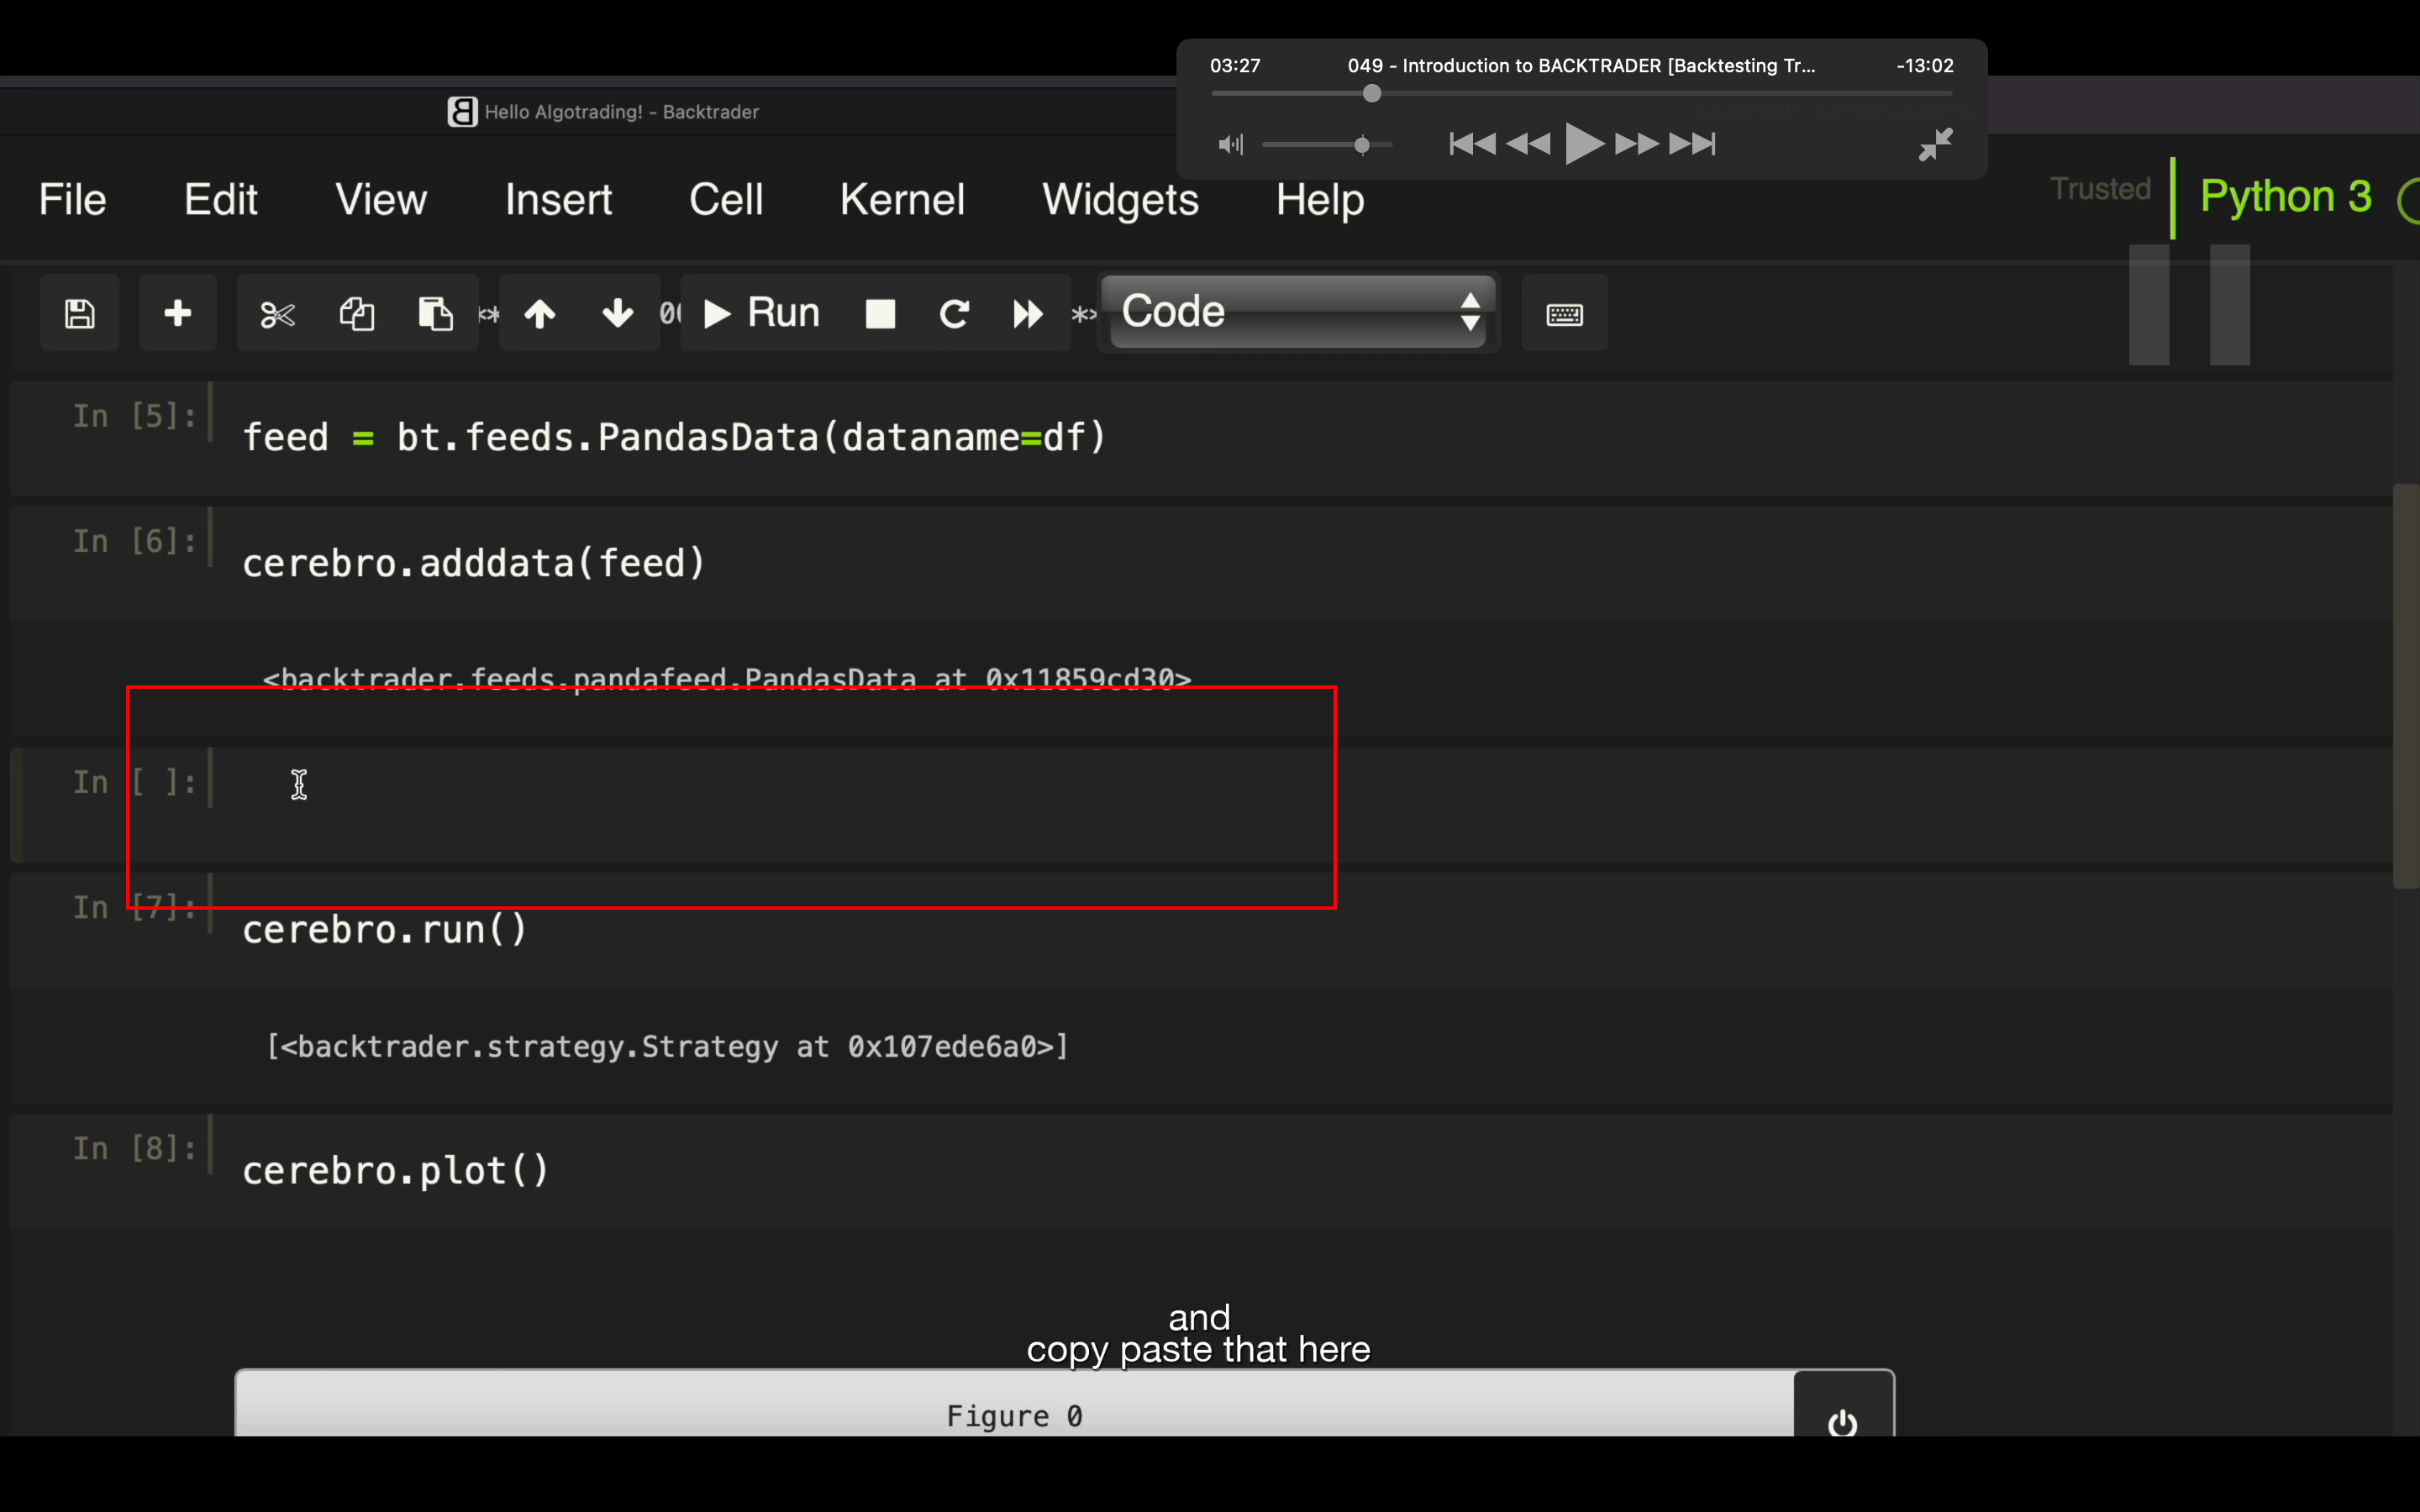 03:27 049 - Introduction to BACKTRADER [Backtesting Tr... -13:02
Hello Algotrading! - Backtrader
File Edit View Insert Cell Kernel Widgets Help Trusted Python 3
Run Code
In [5]: feed = bt.feeds.PandasData(dataname=df)
In [6]: cerebro.adddata(feed)
<backtrader.feeds.pandafeed.PandasData at 0x11859cd30>
In [ ]:
In [7]: cerebro.run()
[<backtrader.strategy.Strategy at 0x107ede6a0>]
In [8]: cerebro.plot()
and
copy paste that here
Figure 0